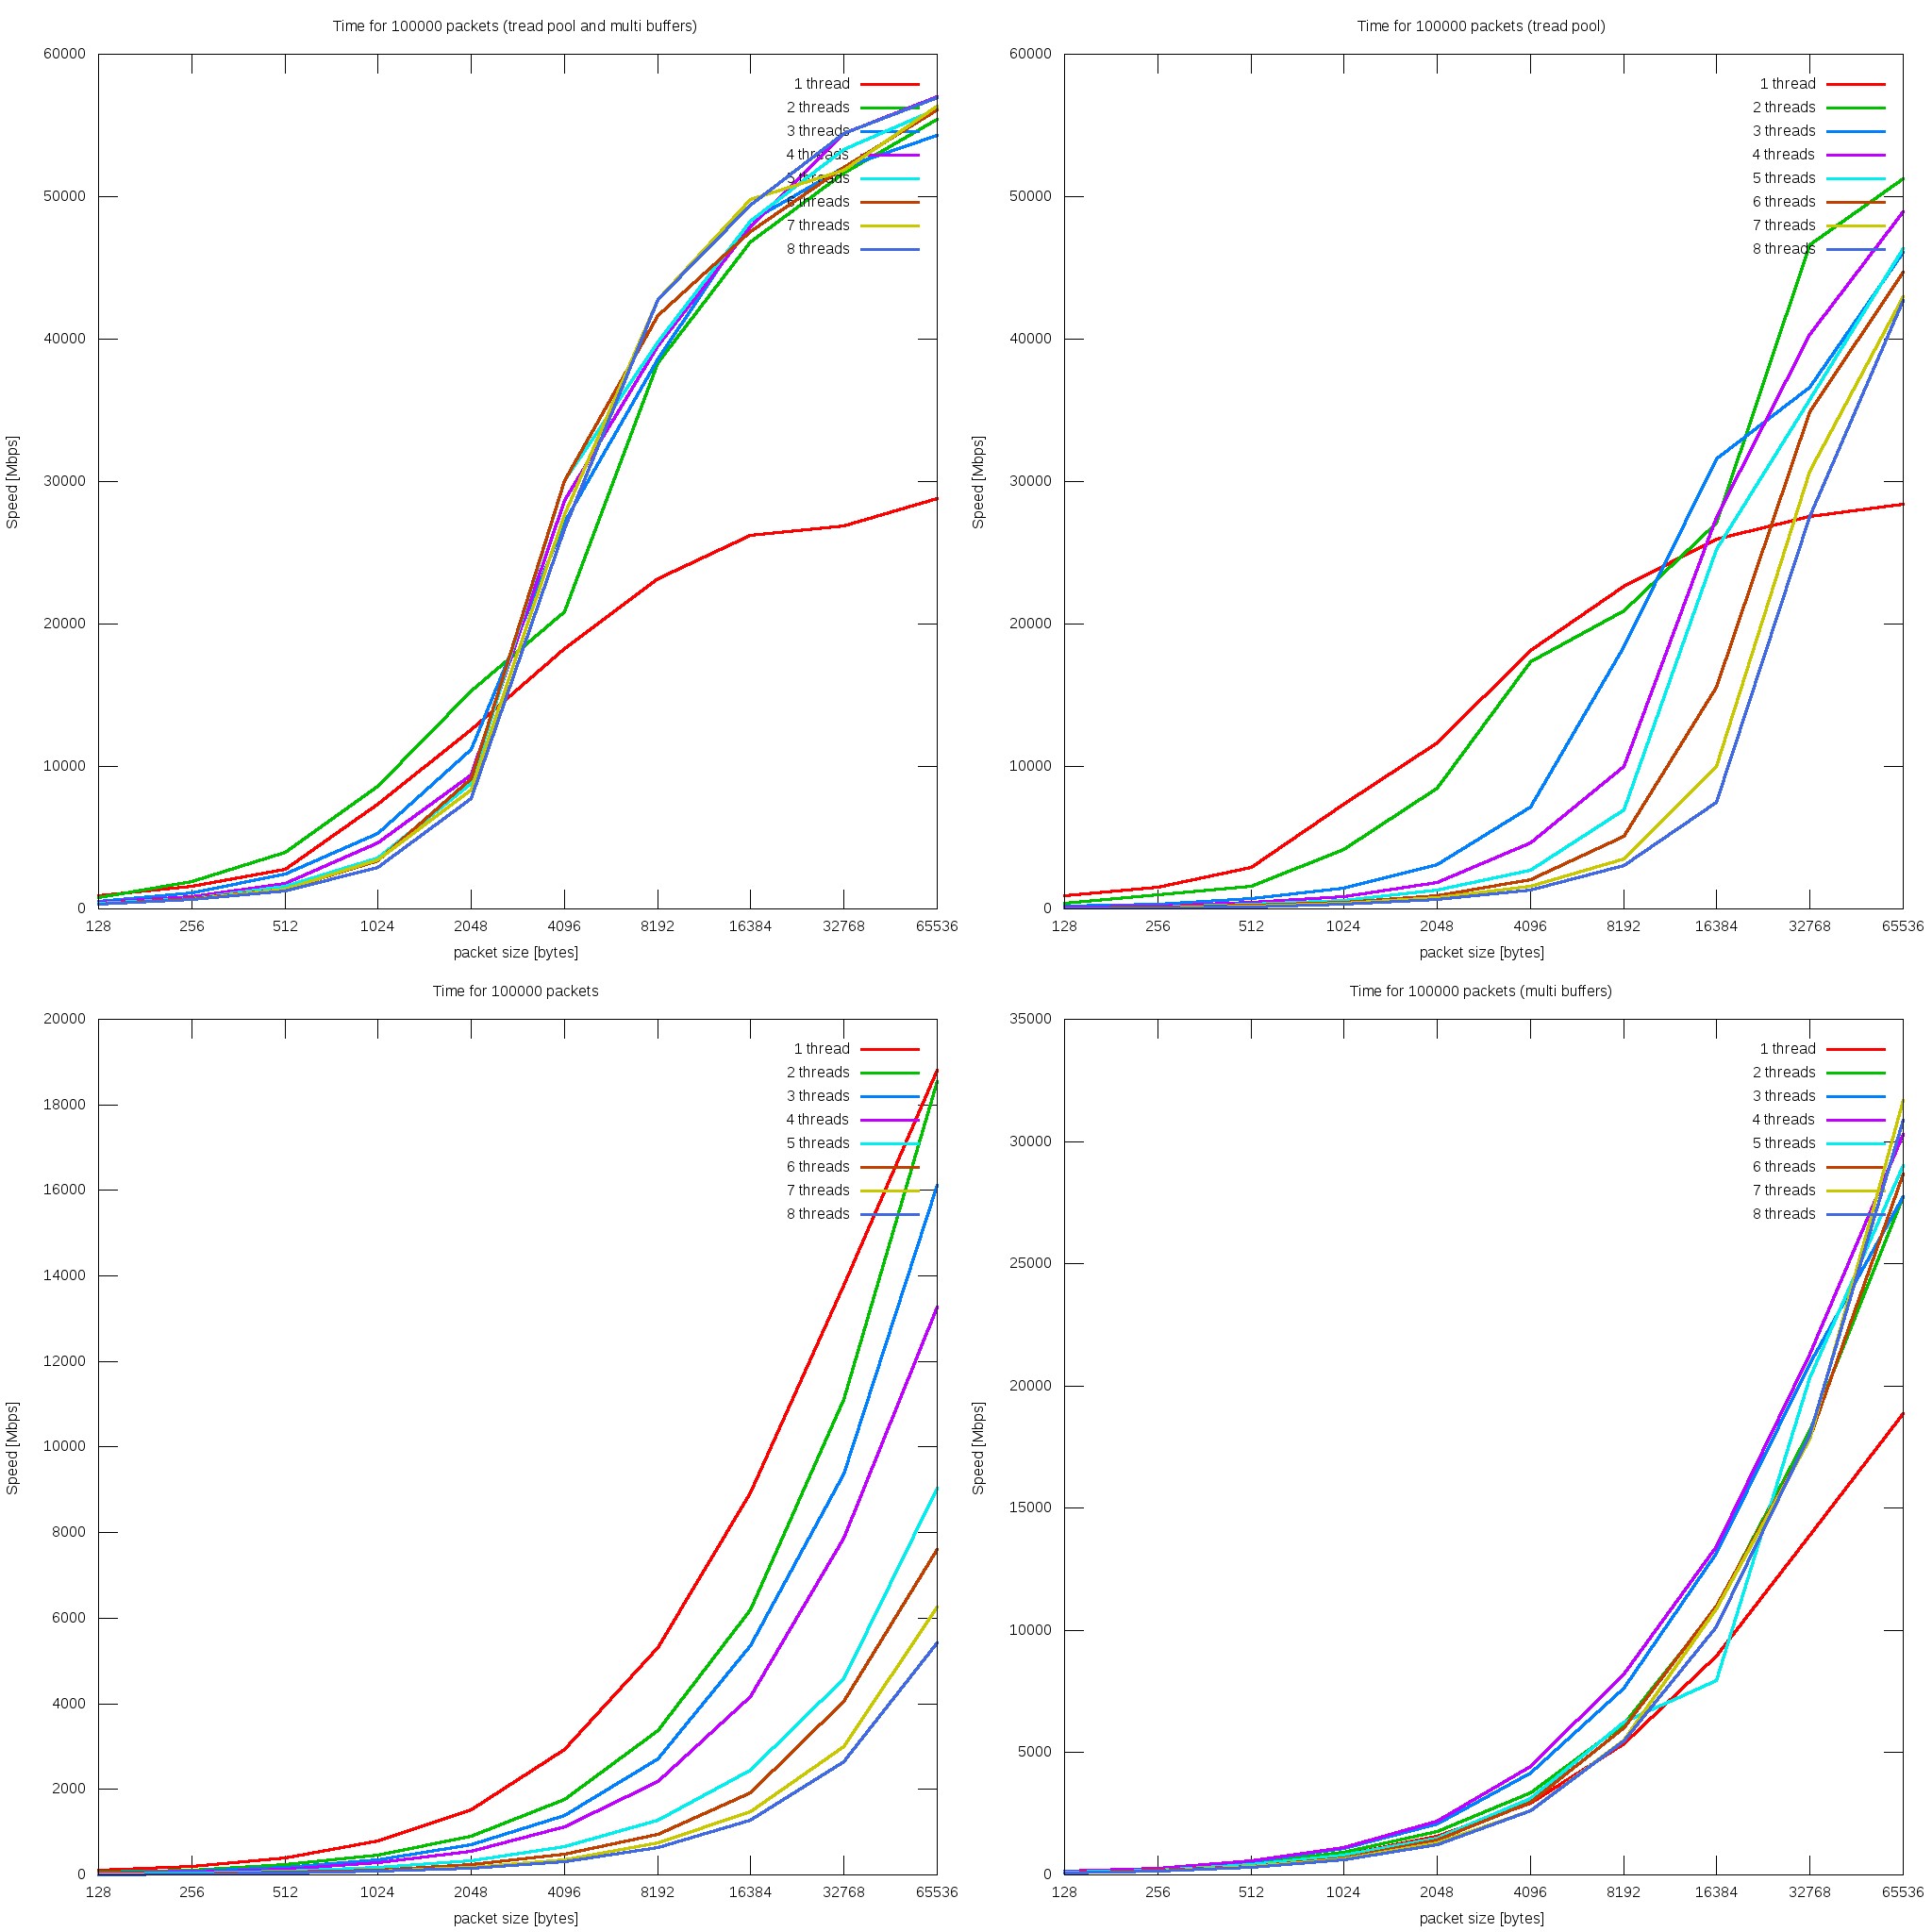 Time for 100000 packets (tread pool and multi buffers)
60000
50000
40000
30000
20000
10000
0
Speed [Mbps]
1 thread
2 threads
3 threads
4 threads
5 threads
6 threads
7 threads
8 threads
128 256 512 1024 2048 4096 8192 16384 32768 65536
packet size [bytes]
Time for 100000 packets (tread pool)
60000
50000
40000
30000
20000
10000
0
Speed [Mbps]
1 thread
2 threads
3 threads
4 threads
5 threads
6 threads
7 threads
8 threads
128 256 512 1024 2048 4096 8192 16384 32768 65536
packet size [bytes]
Time for 100000 packets
20000
18000
16000
14000
12000
10000
8000
6000
4000
2000
0
Speed [Mbps]
1 thread
2 threads
3 threads
4 threads
5 threads
6 threads
7 threads
8 threads
128 256 512 1024 2048 4096 8192 16384 32768 65536
packet size [bytes]
Time for 100000 packets (multi buffers)
35000
30000
25000
20000
15000
10000
5000
0
Speed [Mbps]
1 thread
2 threads
3 threads
4 threads
5 threads
6 threads
7 threads
8 threads
128 256 512 1024 2048 4096 8192 16384 32768 65536
packet size [bytes]